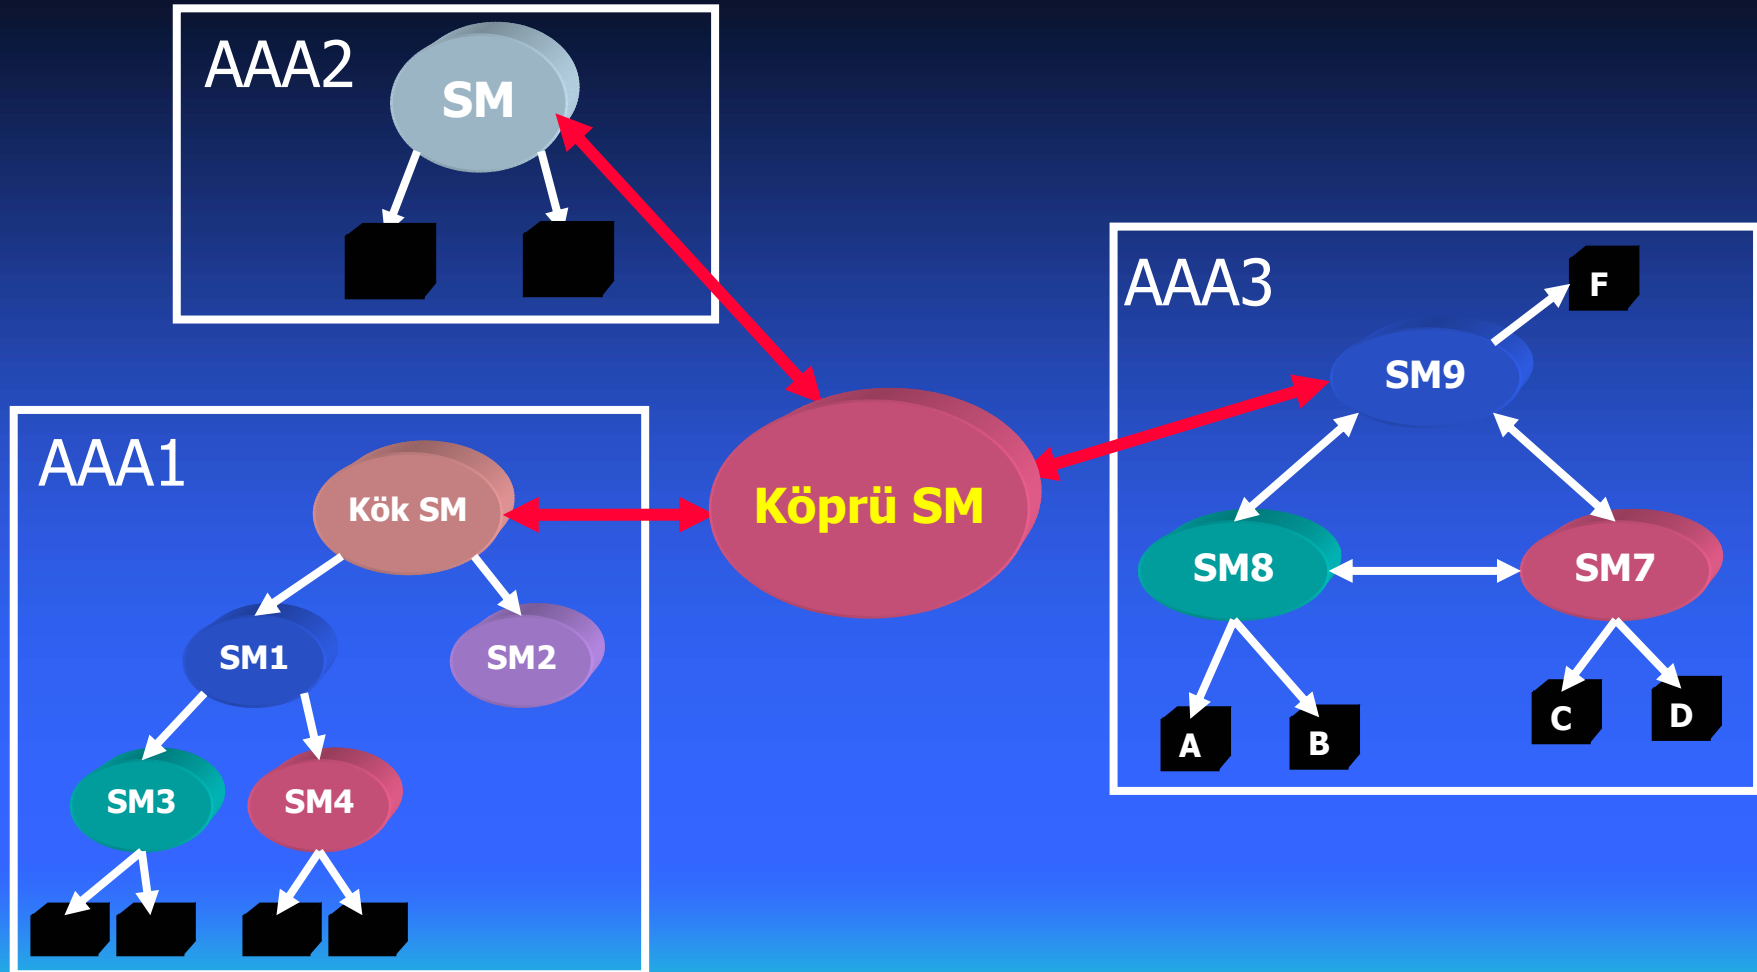 AAA2
SM
AAA3
F
SM9
AAA1
Kök SM
Köprü SM
SM8
SM7
SM1
SM2
A
B
C
D
SM3
SM4